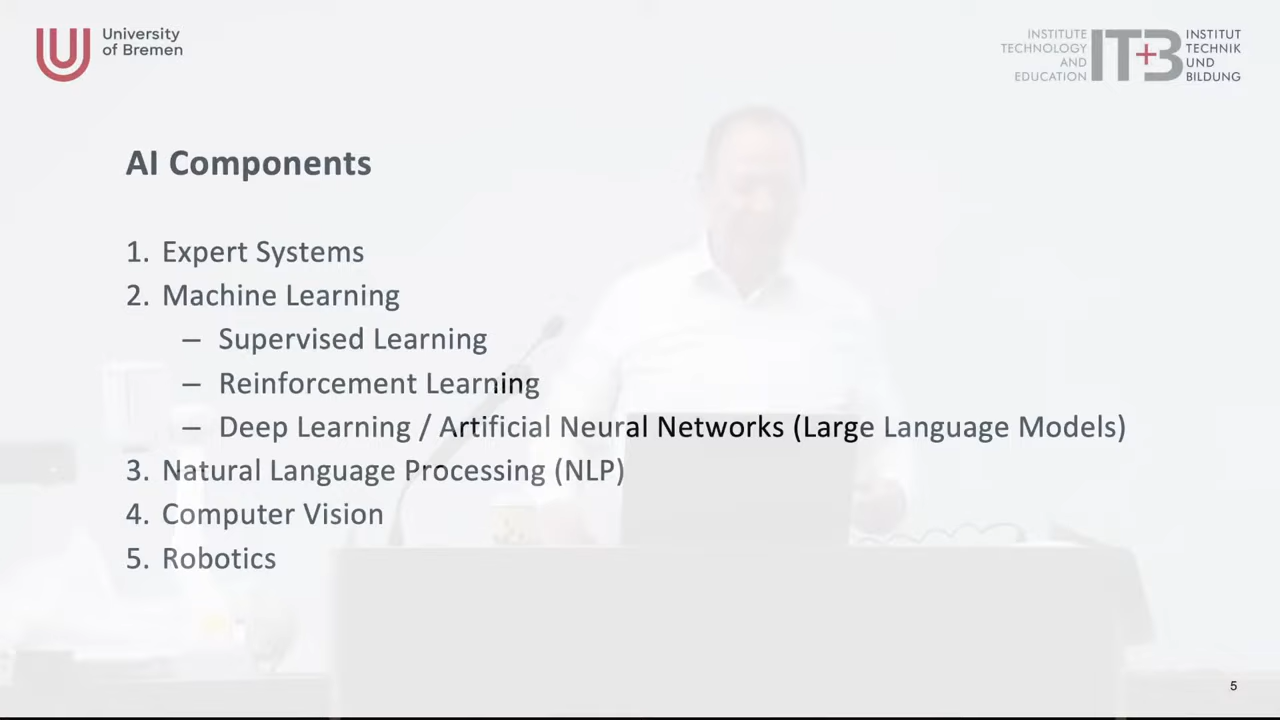 University
of Bremen
INSTITUTE
TECHNOLOGY
AND
EDUCATION
IT+B
INSTITUT
TECHNIK
UND
BILDUNG
AI Components
1. Expert Systems
2. Machine Learning
– Supervised Learning
– Reinforcement Learning
– Deep Learning / Artificial Neural Networks (Large Language Models)
3. Natural Language Processing (NLP)
4. Computer Vision
5. Robotics
5